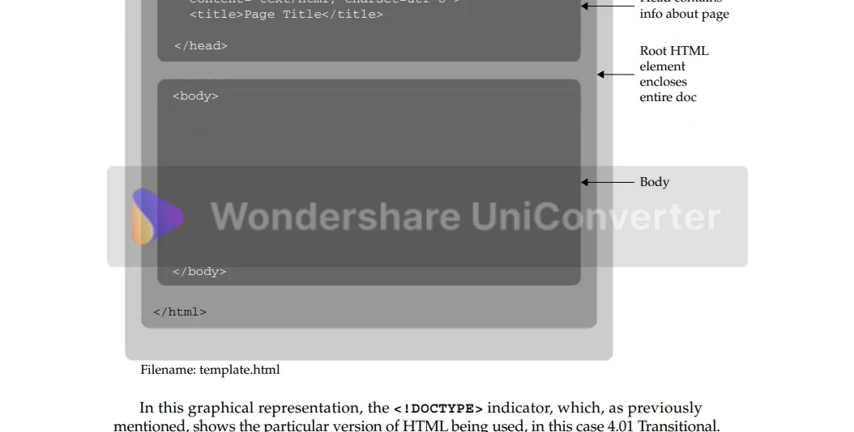 content="text/html; charset=utf-8">
<title>Page Title</title>
Head contains
info about page
</head>
Root HTML
element
encloses
entire doc
<body>
Body
Wondershare UniConverter
</body>
</html>
Filename: template.html
In this graphical representation, the <!DOCTYPE> indicator, which, as previously
mentioned, shows the particular version of HTML being used, in this case 4.01 Transitional.